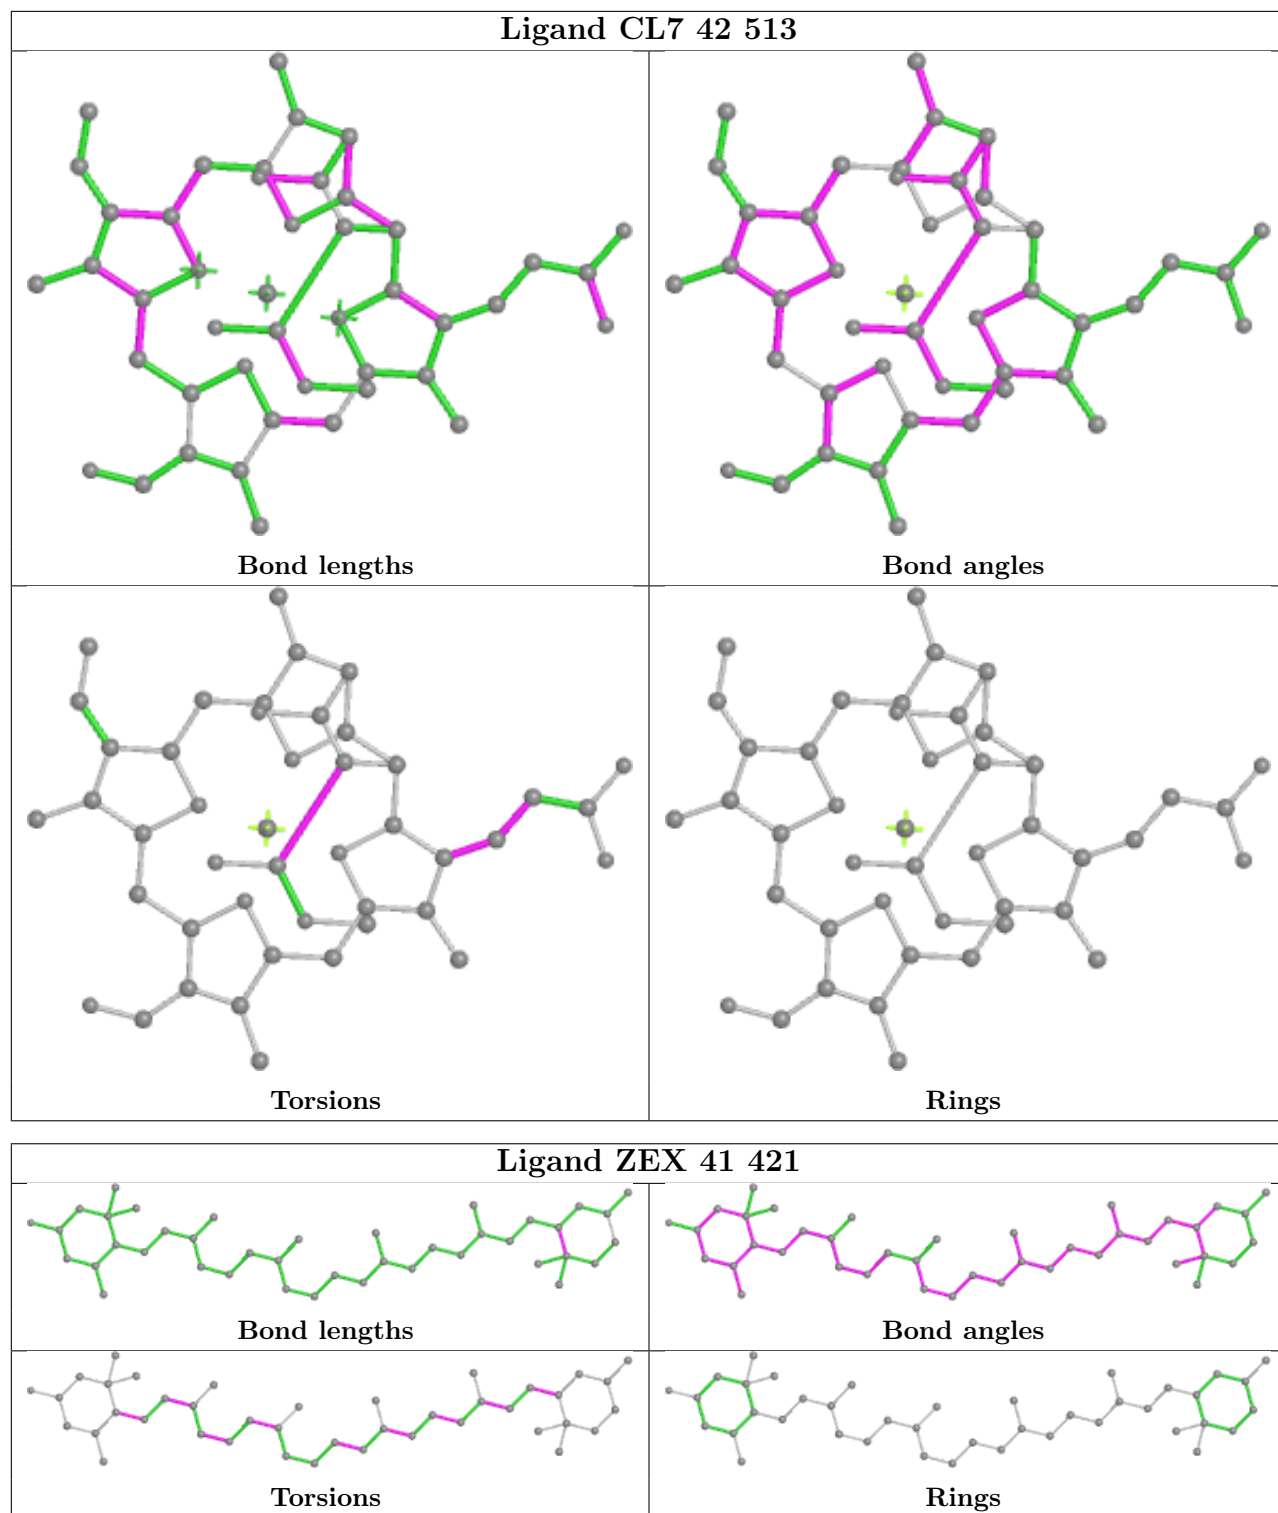 Ligand CL7 42 513
Bond lengths
Bond angles
Torsions
Rings
Ligand ZEX 41 421
Bond lengths
Bond angles
Torsions
Rings